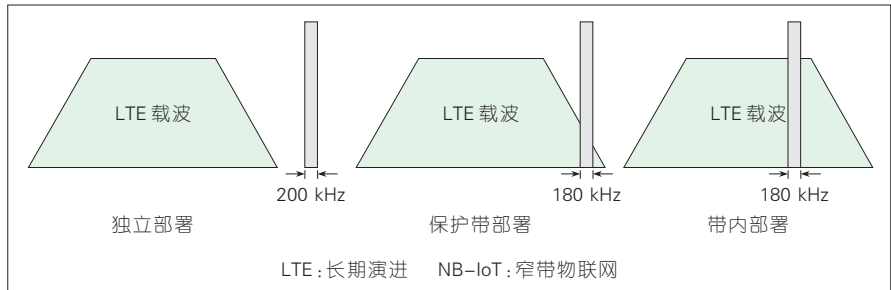 LTE 载波
LTE 载波
LTE 载波
200 kHz
180 kHz
180 kHz
独立部署
保护带部署
带内部署
LTE:长期演进 NB-IoT:窄带物联网